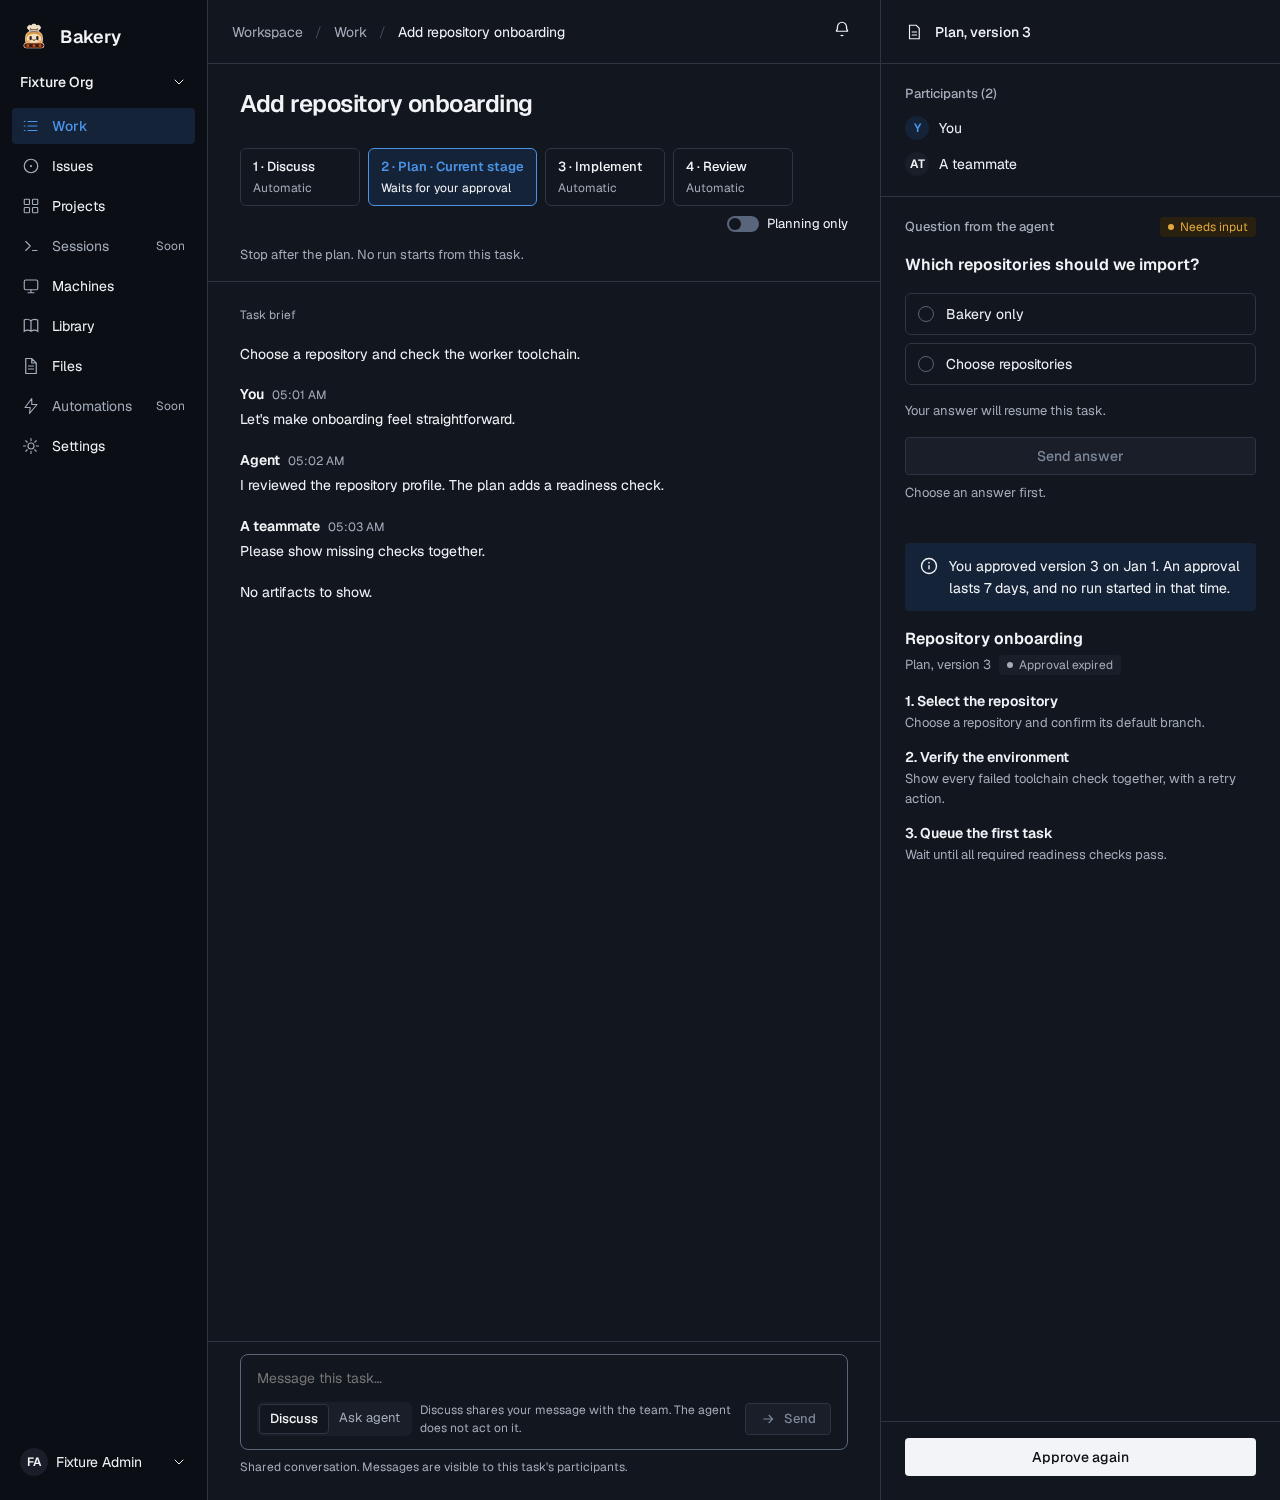 Bakery
Fixture Org
Work
Issues
Projects
Sessions Soon
Machines
Library
Files
Automations Soon
Settings
FA Fixture Admin
Workspace / Work / Add repository onboarding
Add repository onboarding
1 · Discuss
Automatic
2 · Plan · Current stage
Waits for your approval
3 · Implement
Automatic
4 · Review
Automatic
Planning only
Stop after the plan. No run starts from this task.
Task brief
Choose a repository and check the worker toolchain.
You 05:01 AM
Let's make onboarding feel straightforward.
Agent 05:02 AM
I reviewed the repository profile. The plan adds a readiness check.
A teammate 05:03 AM
Please show missing checks together.
No artifacts to show.
Message this task...
Discuss Ask agent
Discuss shares your message with the team. The agent
does not act on it.
Send
Shared conversation. Messages are visible to this task's participants.
Plan, version 3
Participants (2)
Y You
AT A teammate
Question from the agent Needs input
Which repositories should we import?
Bakery only
Choose repositories
Your answer will resume this task.
Send answer
Choose an answer first.
You approved version 3 on Jan 1. An approval
lasts 7 days, and no run started in that time.
Repository onboarding
Plan, version 3 Approval expired
1. Select the repository
Choose a repository and confirm its default branch.
2. Verify the environment
Show every failed toolchain check together, with a retry
action.
3. Queue the first task
Wait until all required readiness checks pass.
Approve again